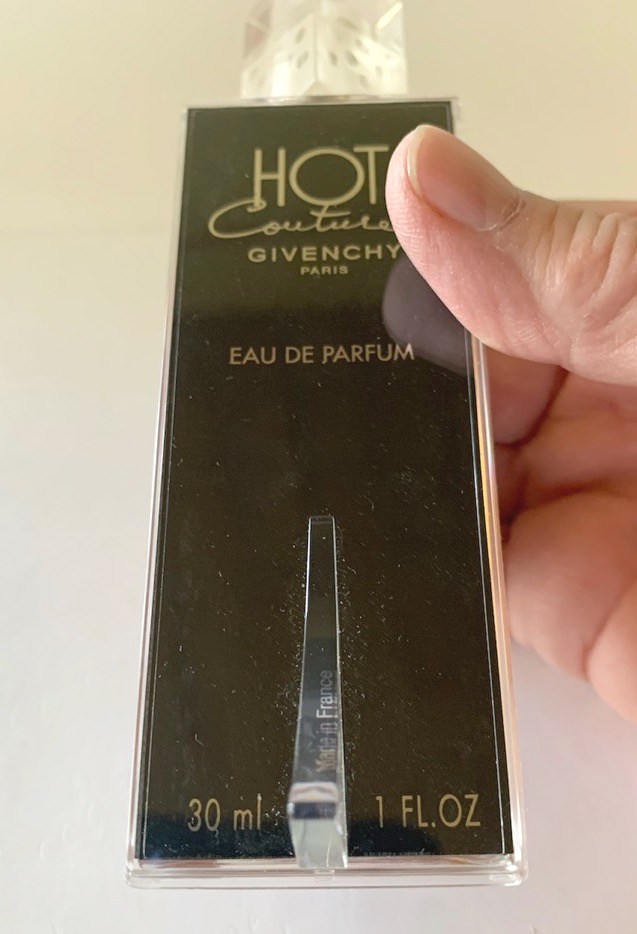 HOT
Couture
GIVENCHY
PARIS
EAU DE PARFUM
Made in France
30 ml
1 FL.OZ